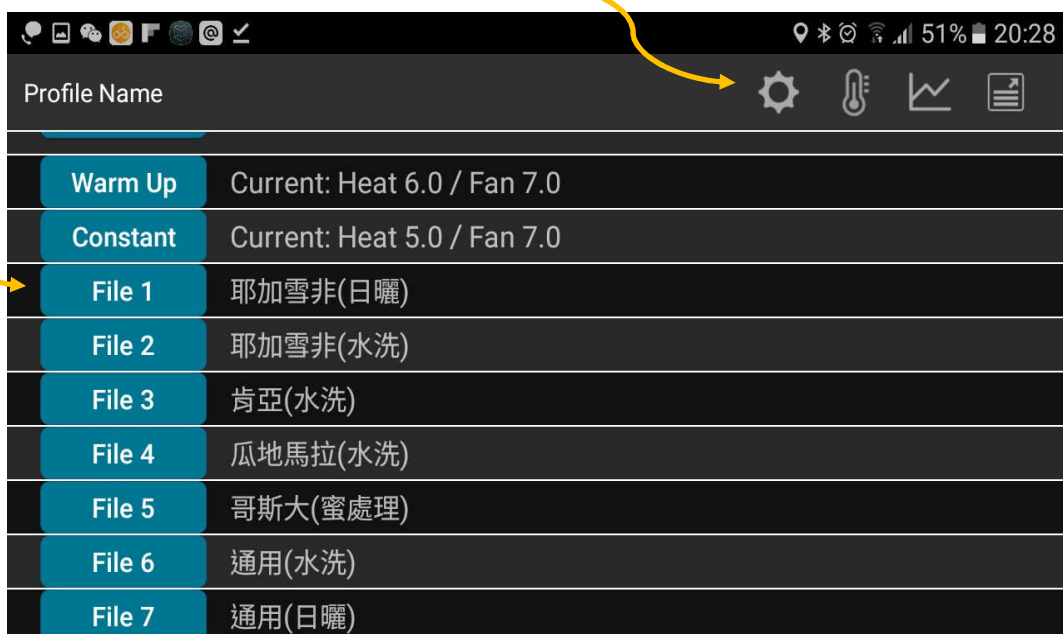 51% 20:28
Profile Name
Warm Up Current: Heat 6.0 / Fan 7.0
Constant Current: Heat 5.0 / Fan 7.0
File 1 耶加雪非(日曬)
File 2 耶加雪非(水洗)
File 3 肯亞(水洗)
File 4 瓜地馬拉(水洗)
File 5 哥斯大(蜜處理)
File 6 通用(水洗)
File 7 通用(日曬)